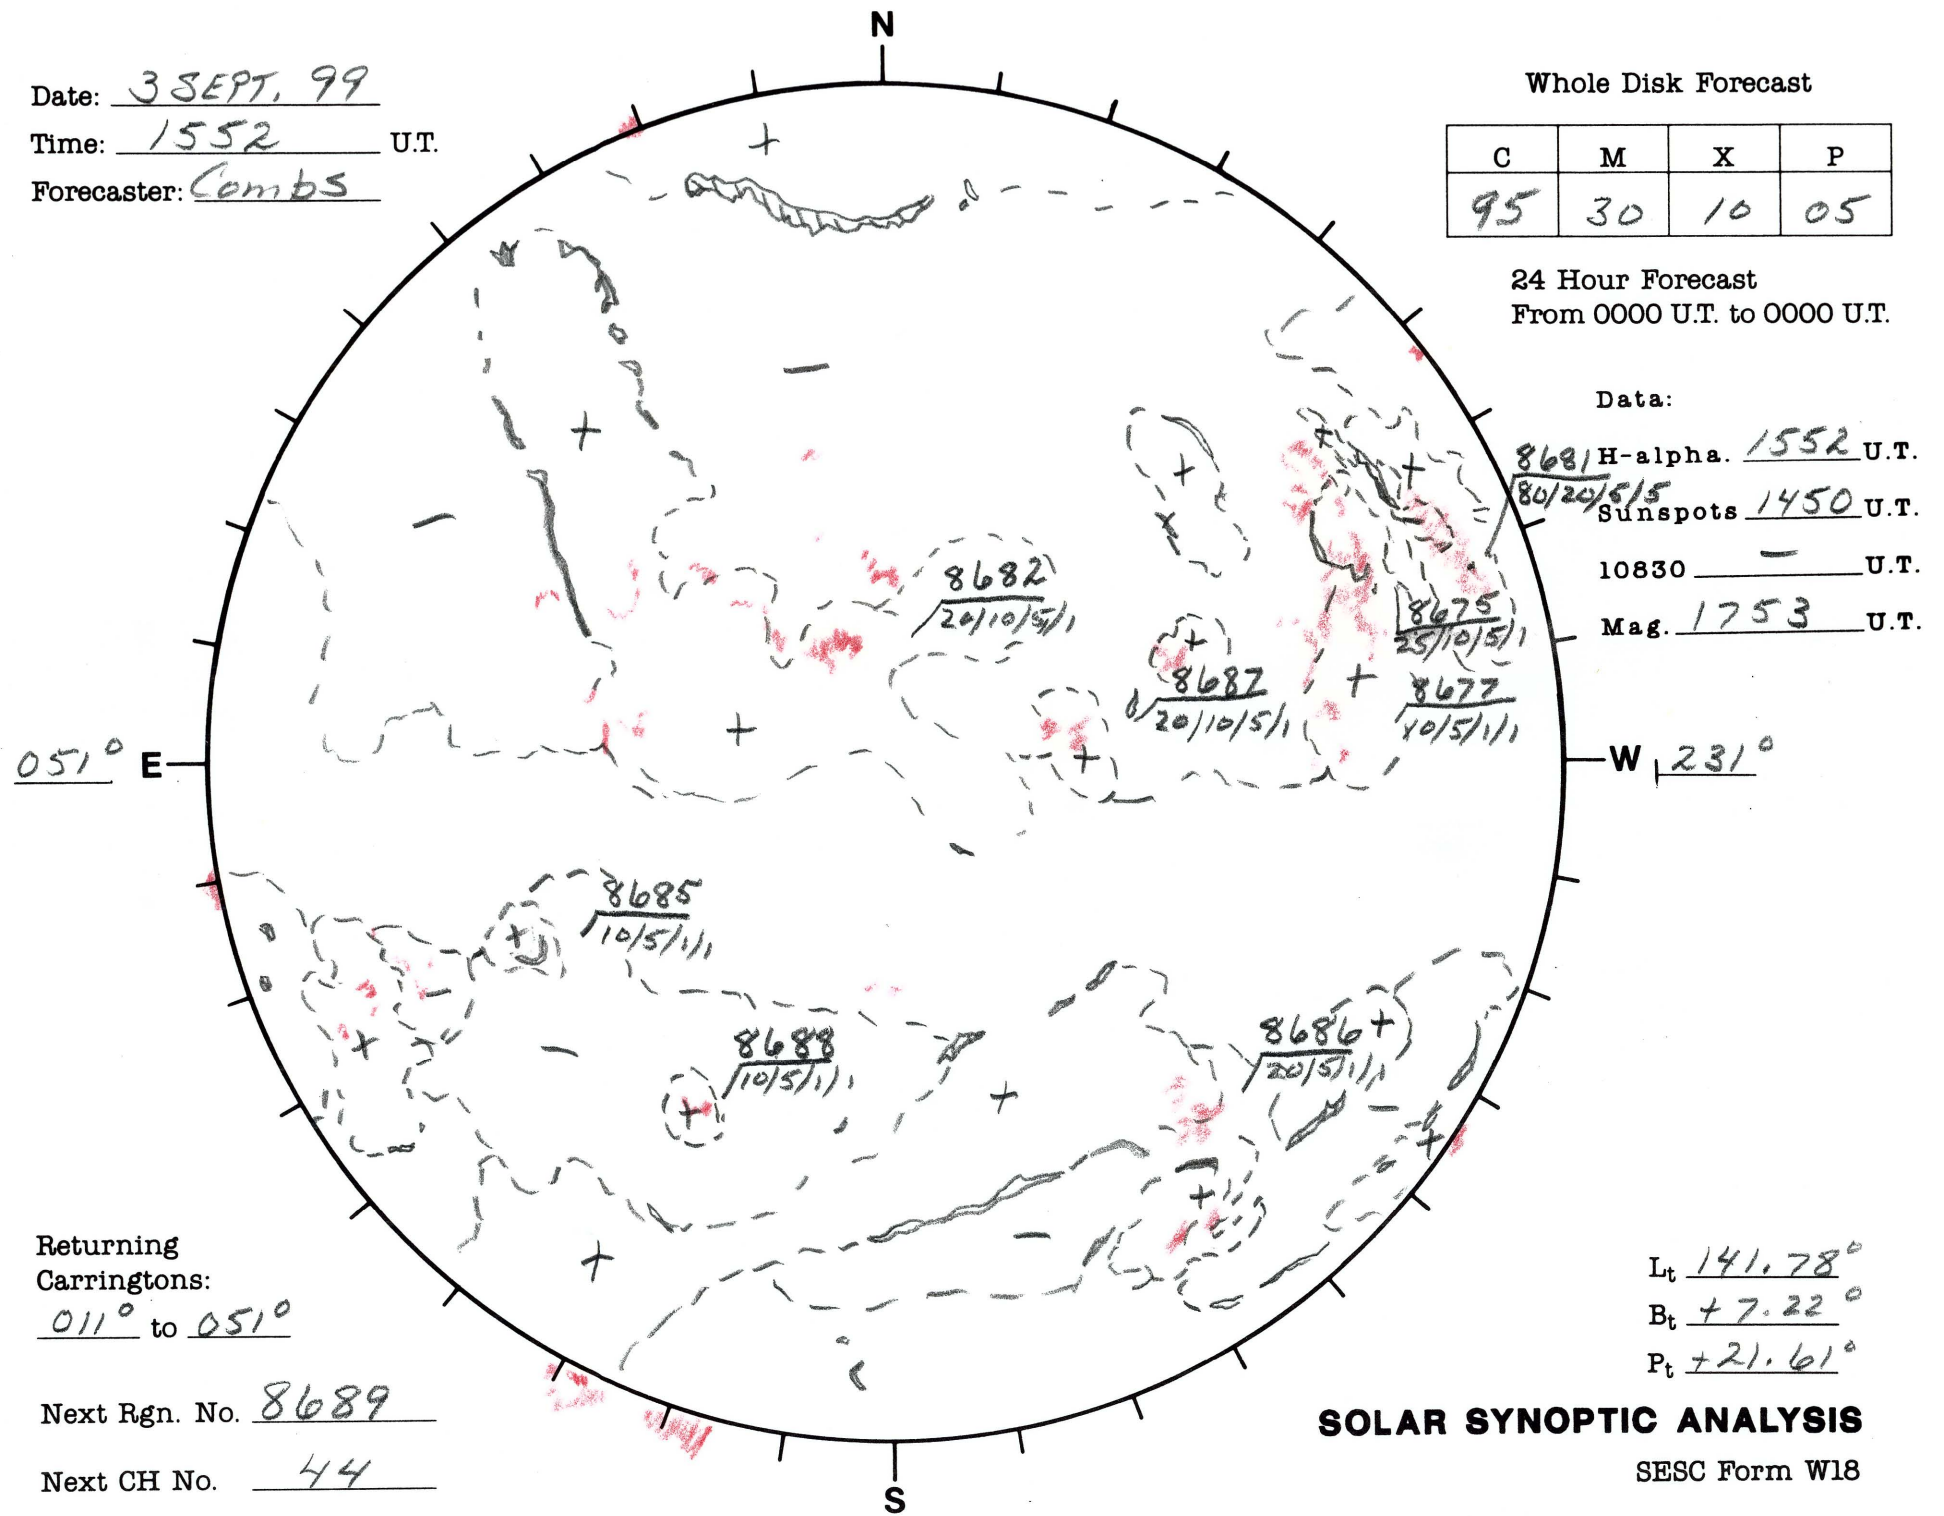 N
Date: 3 SEPT. 99
Time: 1552 U.T.
Forecaster: Combs
Whole Disk Forecast
C M X P
95 30 10 05
24 Hour Forecast
From 0000 U.T. to 0000 U.T.
Data:
H-alpha. 1552 U.T.
Sunspots 1450 U.T.
10830 — U.T.
Mag. 1753 U.T.
8681
80/20/5/5
8682
20/10/5/1
8675
25/10/5/1
8687
20/10/5/1
8677
10/5/1/1
051° E
W 231°
8685
10/5/1/1
8688
10/5/1/1
8686
20/5/1/1
Returning
Carringtons:
011° to 051°
Next Rgn. No. 8689
Next CH No. 44
Lt 141.78°
Bt +7.22°
Pt +21.61°
SOLAR SYNOPTIC ANALYSIS
SESC Form W18
S